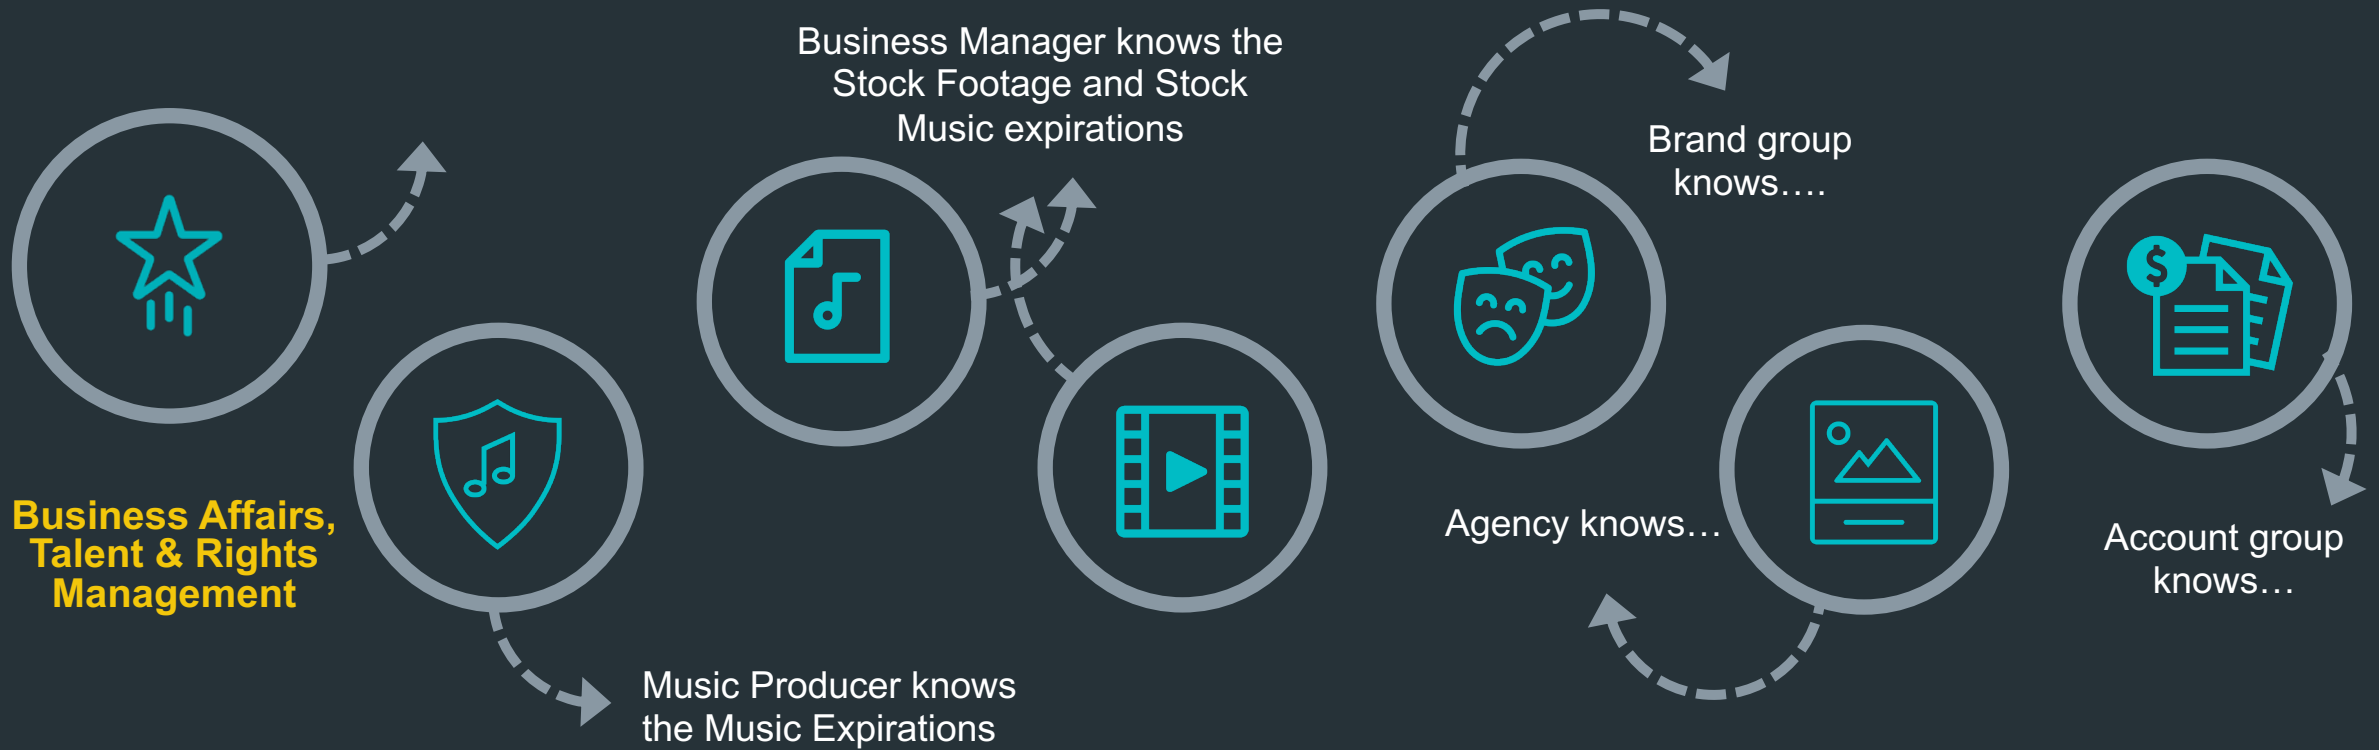 Business Affairs,
Talent & Rights
Management
Music Producer knows
the Music Expirations
Business Manager knows the
Stock Footage and Stock
Music expirations
Brand group
knows….
Agency knows…
Account group
knows…
$